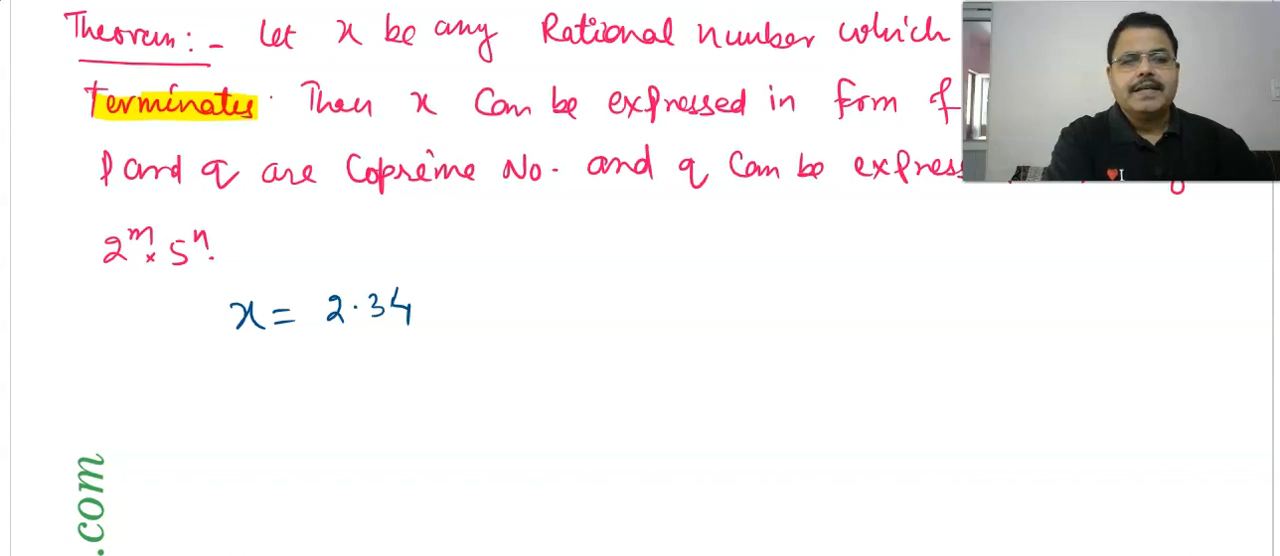 Theorem :- Let x be any Rational number which
terminates. Then x can be expressed in form of
p and q are Coprime No. and q can be express
2^m × 5^n.
x = 2.34
I
.com